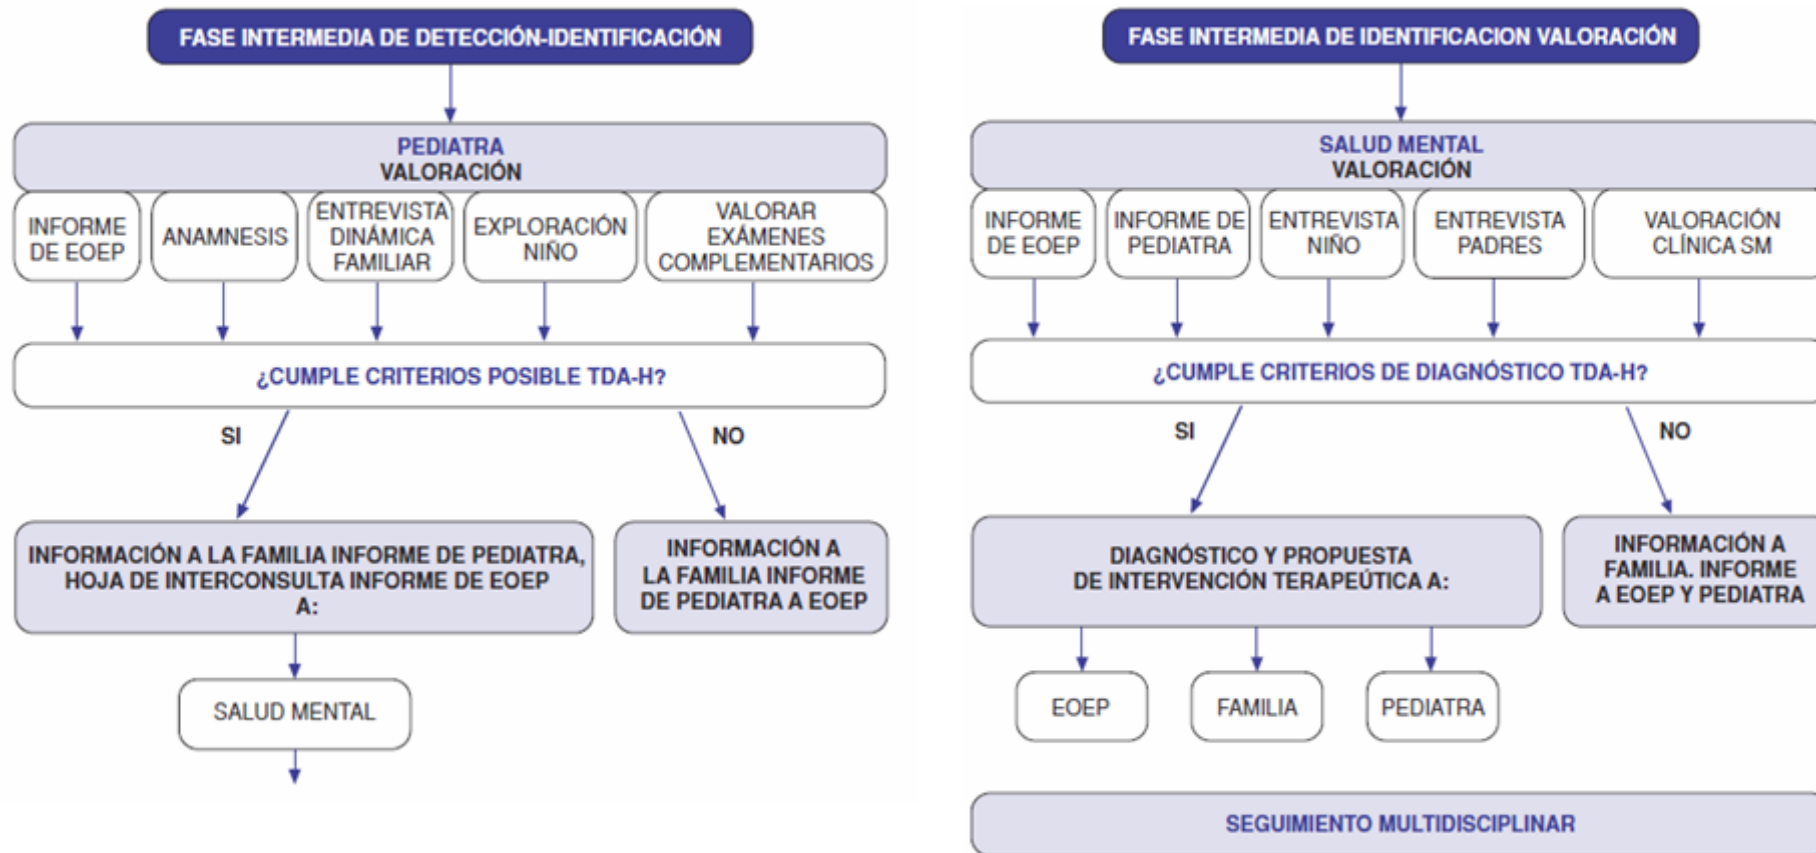 FASE INTERMEDIA DE DETECCIÓN-IDENTIFICACIÓN
PEDIATRA
VALORACIÓN
INFORME
DE EOEP
ANAMNESIS
ENTREVISTA
DINÁMICA
FAMILIAR
EXPLORACIÓN
NIÑO
VALORAR
EXÁMENES
COMPLEMENTARIOS
¿CUMPLE CRITERIOS POSIBLE TDA-H?
SI
NO
INFORMACIÓN A LA FAMILIA INFORME DE PEDIATRA,
HOJA DE INTERCONSULTA INFORME DE EOEP
A:
INFORMACIÓN A
LA FAMILIA INFORME
DE PEDIATRA A EOEP
SALUD MENTAL
FASE INTERMEDIA DE IDENTIFICACION VALORACIÓN
SALUD MENTAL
VALORACIÓN
INFORME
DE EOEP
INFORME DE
PEDIATRA
ENTREVISTA
NIÑO
ENTREVISTA
PADRES
VALORACIÓN
CLÍNICA SM
¿CUMPLE CRITERIOS DE DIAGNÓSTICO TDA-H?
SI
NO
DIAGNÓSTICO Y PROPUESTA
DE INTERVENCIÓN TERAPEÚTICA A:
INFORMACIÓN A
FAMILIA. INFORME
A EOEP Y PEDIATRA
EOEP
FAMILIA
PEDIATRA
SEGUIMIENTO MULTIDISCIPLINAR